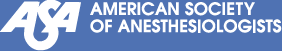 ASA AMERICAN SOCIETY
OF ANESTHESIOLOGISTS